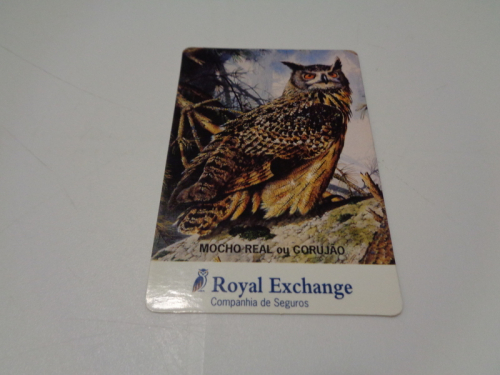 MOCHO REAL ou CORUJÃO
Royal Exchange
Companhia de Seguros